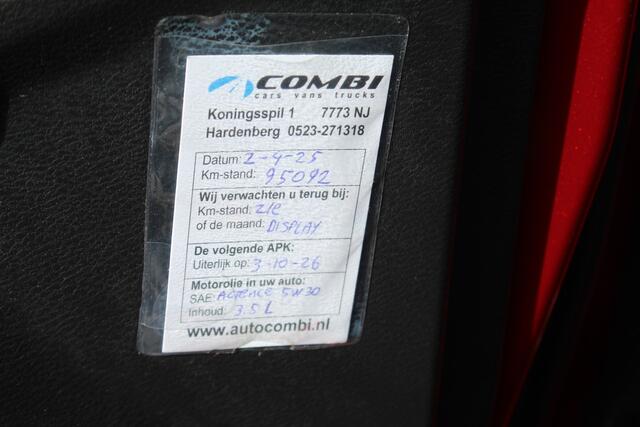 COMBI
cars vans trucks
Koningsspil 1 7773 NJ
Hardenberg 0523-271318
Datum: 2-4-25
Km-stand: 95092
Wij verwachten u terug bij:
Km-stand: zie
of de maand: DISPLAY
De volgende APK:
Uiterlijk op: 3-10-26
Motorolie in uw auto:
SAE: 5W30
Inhoud: 3.5 L
www.autocombi.nl